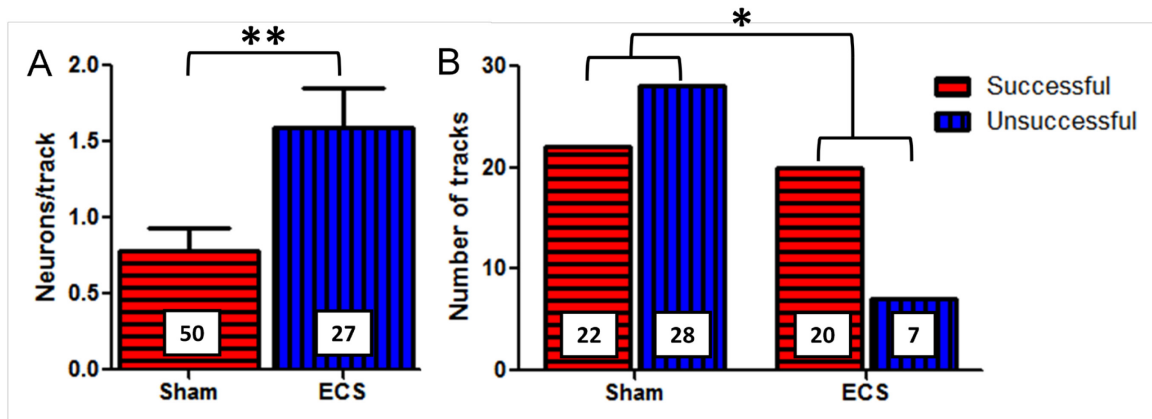 A
**
2.0
1.5
1.0
0.5
0.0
Neurons/track
50
27
Sham
ECS
B
*
30
20
10
0
Number of tracks
22
28
20
7
Sham
ECS
Successful
Unsuccessful